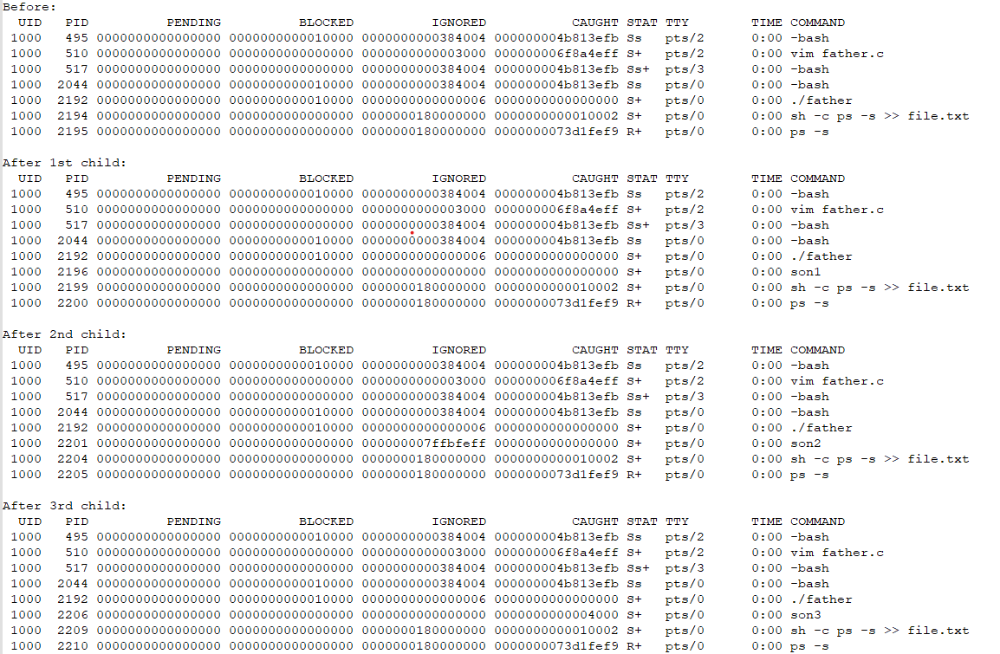 Before:
  UID   PID          PENDING          BLOCKED          IGNORED           CAUGHT STAT TTY        TIME COMMAND
 1000   495 0000000000000000 0000000000010000 0000000000384004 000000004b813efb Ss   pts/2      0:00 -bash
 1000   510 0000000000000000 0000000000000000 0000000000003000 000000006f8a4eff S+   pts/2      0:00 vim father.c
 1000   517 0000000000000000 0000000000000000 0000000000384004 000000004b813efb Ss+  pts/3      0:00 -bash
 1000  2044 0000000000000000 0000000000010000 0000000000384004 000000004b813efb Ss   pts/0      0:00 -bash
 1000  2192 0000000000000000 0000000000010000 0000000000000006 0000000000000000 S+   pts/0      0:00 ./father
 1000  2194 0000000000000000 0000000000000000 0000000180000000 0000000000010002 S+   pts/0      0:00 sh -c ps -s >> file.txt
 1000  2195 0000000000000000 0000000000000000 0000000180000000 0000000073d1fef9 R+   pts/0      0:00 ps -s

After 1st child:
  UID   PID          PENDING          BLOCKED          IGNORED           CAUGHT STAT TTY        TIME COMMAND
 1000   495 0000000000000000 0000000000010000 0000000000384004 000000004b813efb Ss   pts/2      0:00 -bash
 1000   510 0000000000000000 0000000000000000 0000000000003000 000000006f8a4eff S+   pts/2      0:00 vim father.c
 1000   517 0000000000000000 0000000000000000 0000000000384004 000000004b813efb Ss+  pts/3      0:00 -bash
 1000  2044 0000000000000000 0000000000010000 0000000000384004 000000004b813efb Ss   pts/0      0:00 -bash
 1000  2192 0000000000000000 0000000000010000 0000000000000006 0000000000000000 S+   pts/0      0:00 ./father
 1000  2196 0000000000000000 0000000000000000 0000000000000000 0000000000000000 S+   pts/0      0:00 son1
 1000  2199 0000000000000000 0000000000000000 0000000180000000 0000000000010002 S+   pts/0      0:00 sh -c ps -s >> file.txt
 1000  2200 0000000000000000 0000000000000000 0000000180000000 0000000073d1fef9 R+   pts/0      0:00 ps -s

After 2nd child:
  UID   PID          PENDING          BLOCKED          IGNORED           CAUGHT STAT TTY        TIME COMMAND
 1000   495 0000000000000000 0000000000010000 0000000000384004 000000004b813efb Ss   pts/2      0:00 -bash
 1000   510 0000000000000000 0000000000000000 0000000000003000 000000006f8a4eff S+   pts/2      0:00 vim father.c
 1000   517 0000000000000000 0000000000000000 0000000000384004 000000004b813efb Ss+  pts/3      0:00 -bash
 1000  2044 0000000000000000 0000000000010000 0000000000384004 000000004b813efb Ss   pts/0      0:00 -bash
 1000  2192 0000000000000000 0000000000010000 0000000000000006 0000000000000000 S+   pts/0      0:00 ./father
 1000  2201 0000000000000000 0000000000000000 000000007ffbfeff 0000000000000000 S+   pts/0      0:00 son2
 1000  2204 0000000000000000 0000000000000000 0000000180000000 0000000000010002 S+   pts/0      0:00 sh -c ps -s >> file.txt
 1000  2205 0000000000000000 0000000000000000 0000000180000000 0000000073d1fef9 R+   pts/0      0:00 ps -s

After 3rd child:
  UID   PID          PENDING          BLOCKED          IGNORED           CAUGHT STAT TTY        TIME COMMAND
 1000   495 0000000000000000 0000000000010000 0000000000384004 000000004b813efb Ss   pts/2      0:00 -bash
 1000   510 0000000000000000 0000000000000000 0000000000003000 000000006f8a4eff S+   pts/2      0:00 vim father.c
 1000   517 0000000000000000 0000000000000000 0000000000384004 000000004b813efb Ss+  pts/3      0:00 -bash
 1000  2044 0000000000000000 0000000000010000 0000000000384004 000000004b813efb Ss   pts/0      0:00 -bash
 1000  2192 0000000000000000 0000000000010000 0000000000000006 0000000000000000 S+   pts/0      0:00 ./father
 1000  2206 0000000000000000 0000000000000000 0000000000000000 0000000000004000 S+   pts/0      0:00 son3
 1000  2209 0000000000000000 0000000000000000 0000000180000000 0000000000010002 S+   pts/0      0:00 sh -c ps -s >> file.txt
 1000  2210 0000000000000000 0000000000000000 0000000180000000 0000000073d1fef9 R+   pts/0      0:00 ps -s